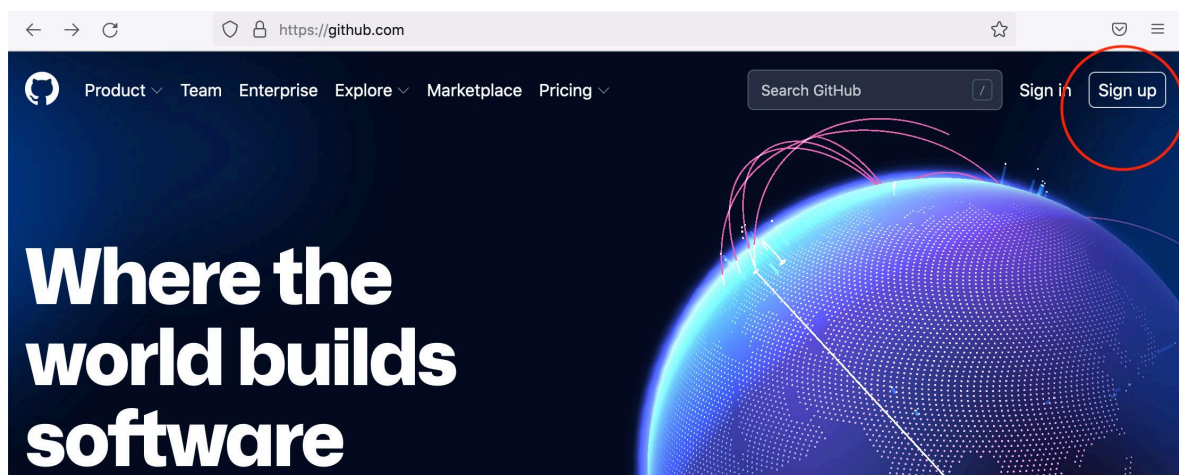 https://github.com
Product Team Enterprise Explore Marketplace Pricing Search GitHub / Sign in Sign up
Where the
world builds
software